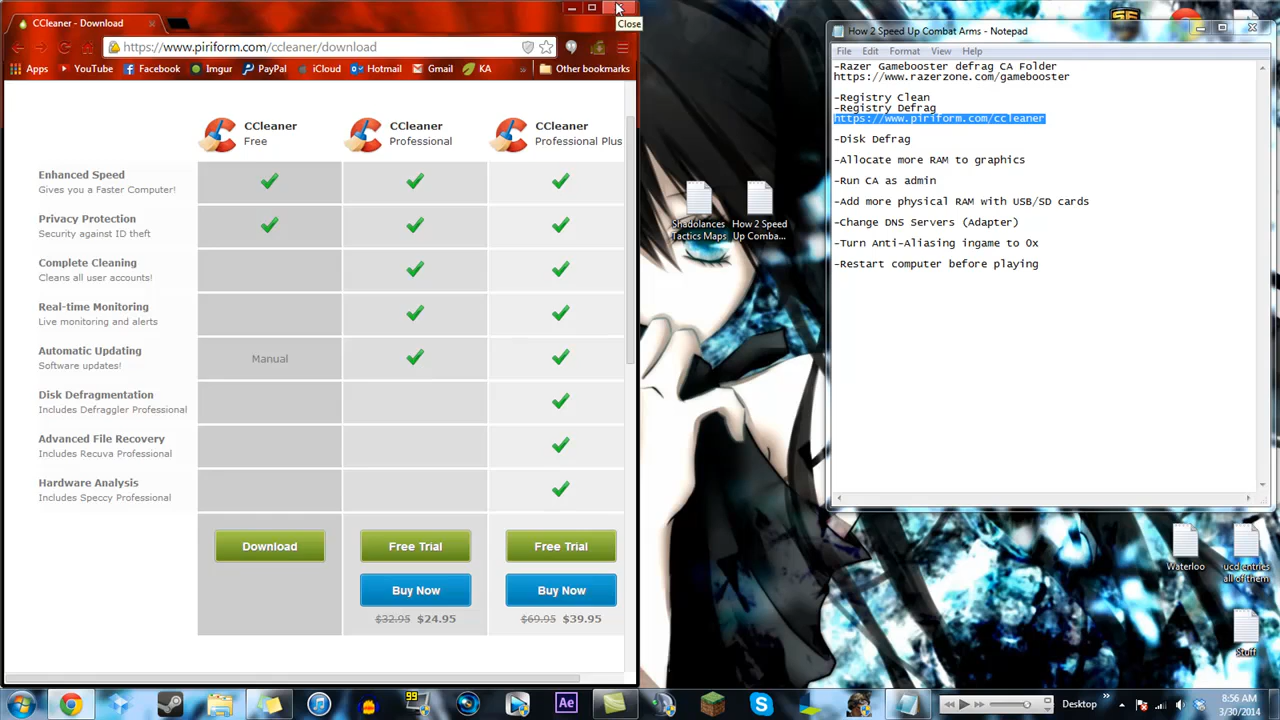 CCleaner - Download
Close
https://www.piriform.com/ccleaner/download
Apps
YouTube
Facebook
Imgur
PayPal
iCloud
Hotmail
Gmail
KA
»
Other bookmarks
CCleaner
Free
CCleaner
Professional
CCleaner
Professional Plus
Enhanced Speed
Gives you a Faster Computer!
Privacy Protection
Security against ID theft
Complete Cleaning
Cleans all user accounts!
Real-time Monitoring
Live monitoring and alerts
Automatic Updating
Software updates!
Manual
Disk Defragmentation
Includes Defraggler Professional
Advanced File Recovery
Includes Recuva Professional
Hardware Analysis
Includes Speccy Professional
Download
Free Trial
Free Trial
Buy Now
Buy Now
$32.95 $24.95
$69.95 $39.95
Shadolances
Tactics Maps
How 2 Speed
Up Comba...
How 2 Speed Up Combat Arms - Notepad
File Edit Format View Help
-Razer Gamebooster defrag CA Folder
https://www.razerzone.com/gamebooster
-Registry Clean
-Registry Defrag
https://www.piriform.com/ccleaner
-Disk Defrag
-Allocate more RAM to graphics
-Run CA as admin
-Add more physical RAM with USB/SD cards
-Change DNS Servers (Adapter)
-Turn Anti-Aliasing ingame to 0x
-Restart computer before playing
Waterloo
ucd entries
all of them
Stuff
99
Ae
Desktop
»
8:56 AM
3/30/2014